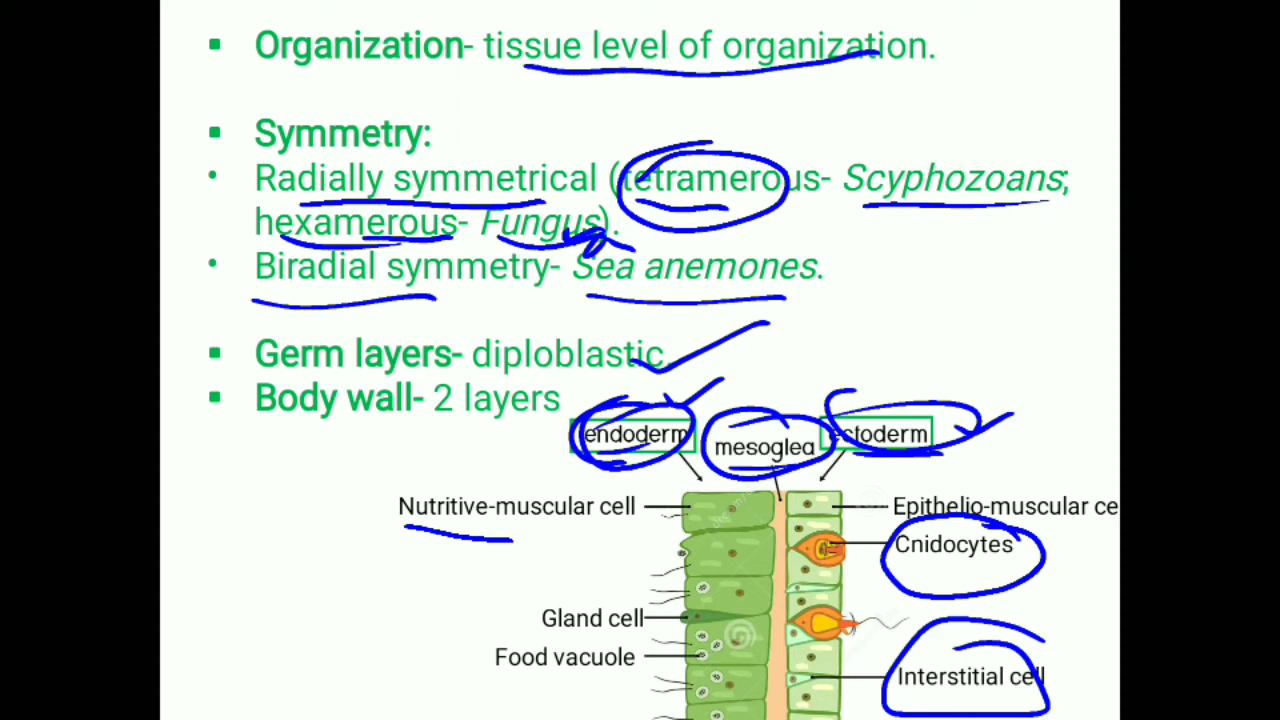 ▪ Organization- tissue level of organization.
▪ Symmetry:
• Radially symmetrical (tetramerous- Scyphozoans;
hexamerous- Fungus).
• Biradial symmetry- Sea anemones.
▪ Germ layers- diploblastic.
▪ Body wall- 2 layers
endoderm mesoglea ectoderm
Nutritive-muscular cell Epithelio-muscular ce
Cnidocytes
Gland cell
Food vacuole
Interstitial cell